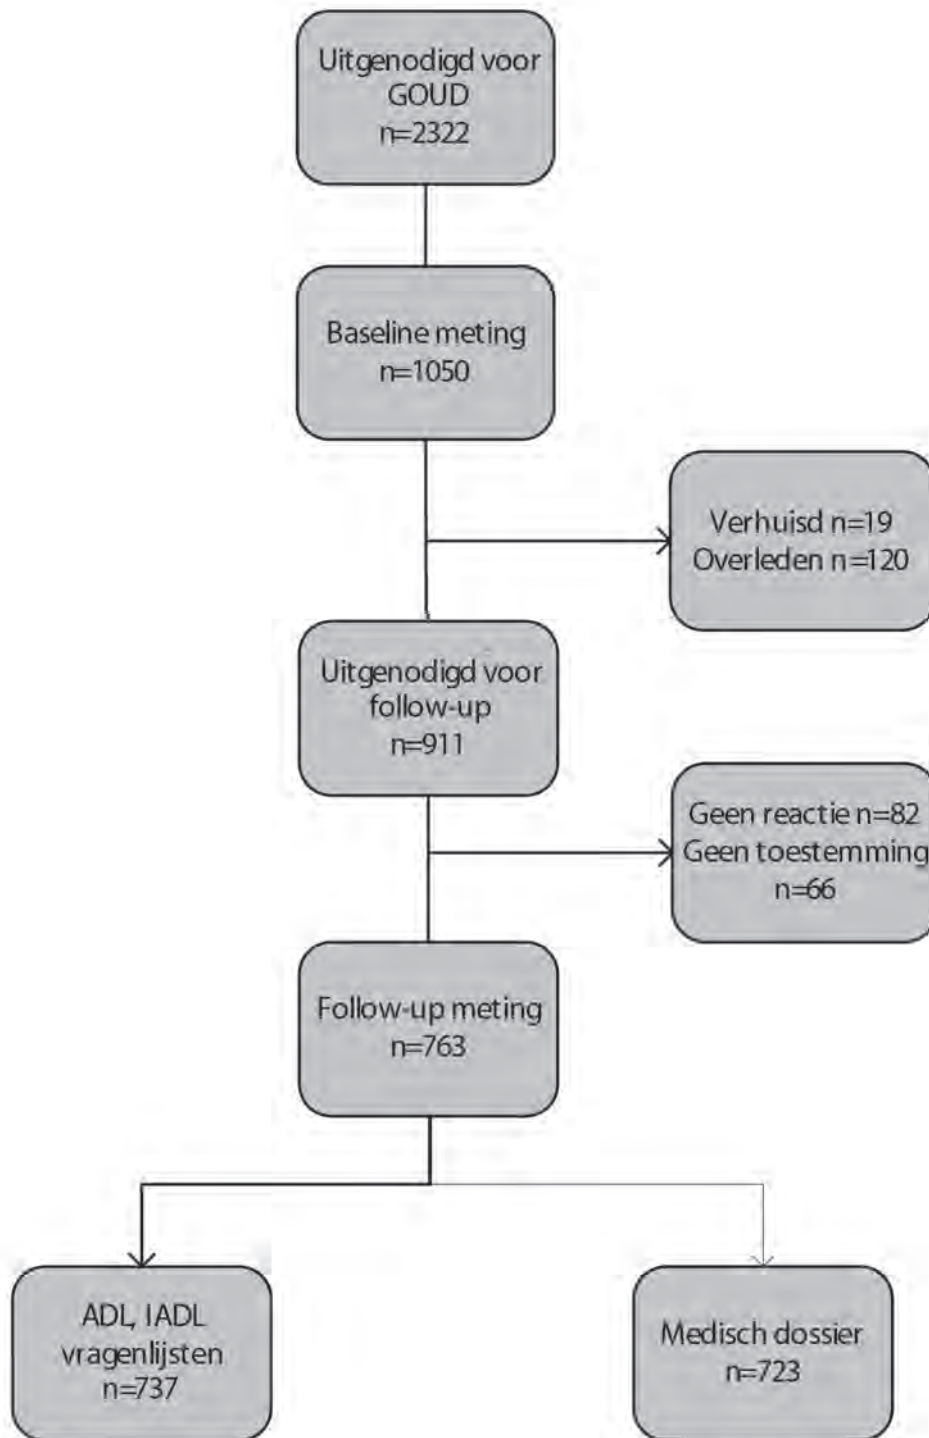 Uitgenodigd voor
GOUD
n=2322
Baseline meting
n=1050
Verhuisd n=19
Overleden n=120
Uitgenodigd voor
follow-up
n=911
Geen reactie n=82
Geen toestemming
n=66
Follow-up meting
n=763
ADL, IADL
vragenlijsten
n=737
Medisch dossier
n=723